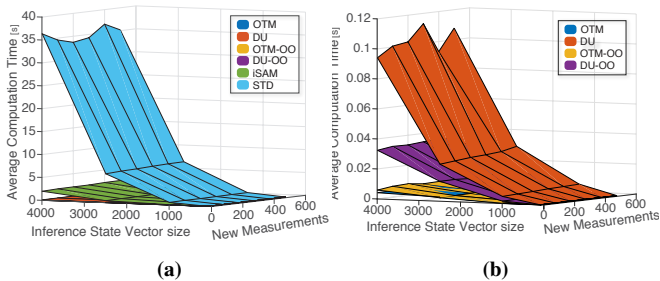 40
35
30
25
20
15
10
5
0
Average Computation Time [s]
4000 3000 2000 1000 0
Inference State Vector size
0 200 400 600
New Measurements
OTM
DU
OTM-OO
DU-OO
iSAM
STD
(a)
0.12
0.1
0.08
0.06
0.04
0.02
0
Average Computation Time [s]
4000 3000 2000 1000 0
Inference State Vector size
200 400 600
New Measurements
OTM
DU
OTM-OO
DU-OO
(b)